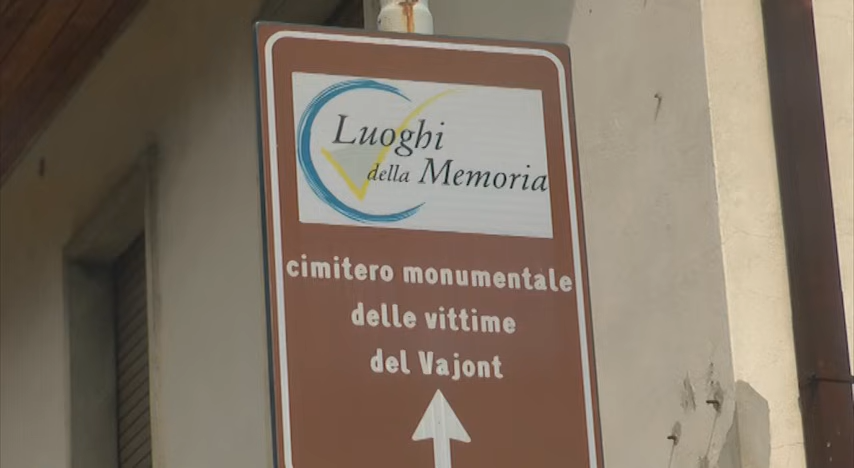 Luoghi
della Memoria
cimitero monumentale
delle vittime
del Vajont